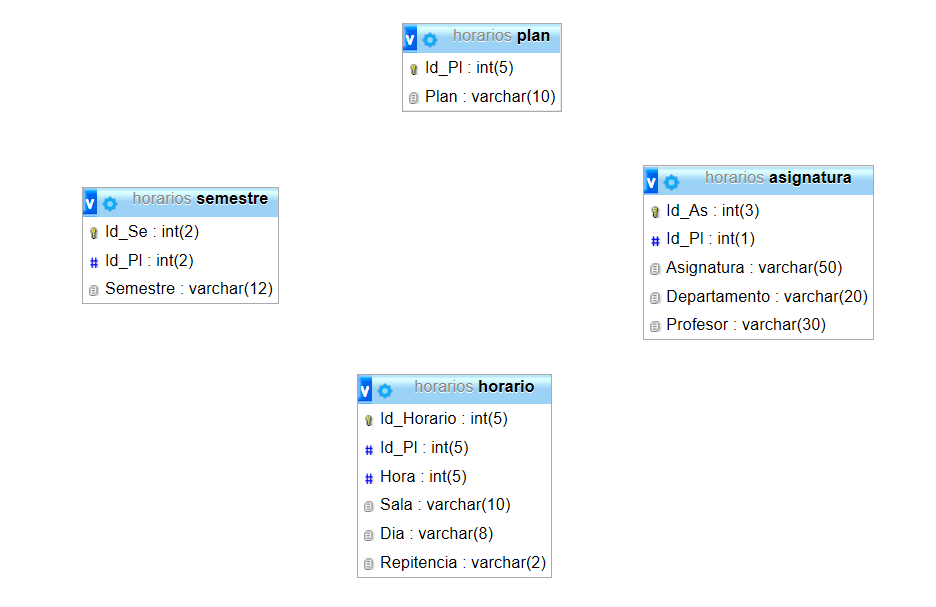 v horarios plan
Id_Pl : int(5)
Plan : varchar(10)
v horarios semestre
Id_Se : int(2)
# Id_Pl : int(2)
Semestre : varchar(12)
v horarios asignatura
Id_As : int(3)
# Id_Pl : int(1)
Asignatura : varchar(50)
Departamento : varchar(20)
Profesor : varchar(30)
v horarios horario
Id_Horario : int(5)
# Id_Pl : int(5)
# Hora : int(5)
Sala : varchar(10)
Dia : varchar(8)
Repitencia : varchar(2)